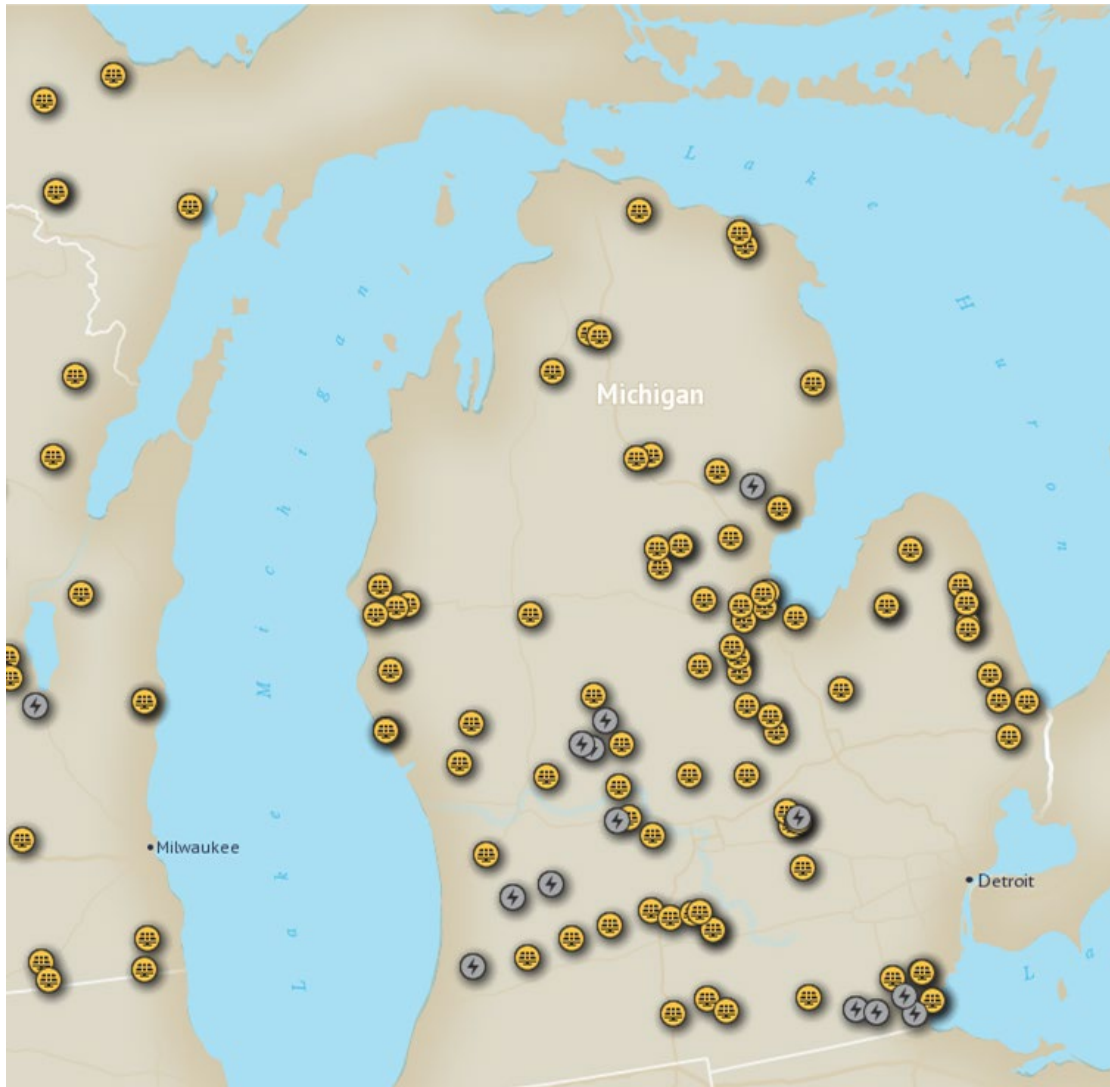 Lake
Huron
Michigan
Lake Michigan
Milwaukee
Detroit
La